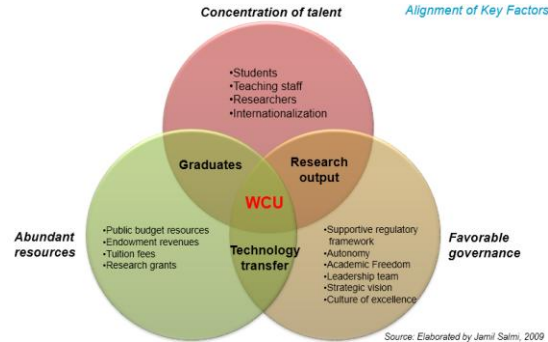 Concentration of talent
Alignment of Key Factors
•Students
•Teaching staff
•Researchers
•Internationalization
Graduates
Research
output
WCU
Abundant
resources
•Public budget resources
•Endowment revenues
•Tuition fees
•Research grants
Technology
transfer
•Supportive regulatory
framework
•Autonomy
•Academic Freedom
•Leadership team
•Strategic vision
•Culture of excellence
Favorable
governance
Source: Elaborated by Jamil Salmi, 2009